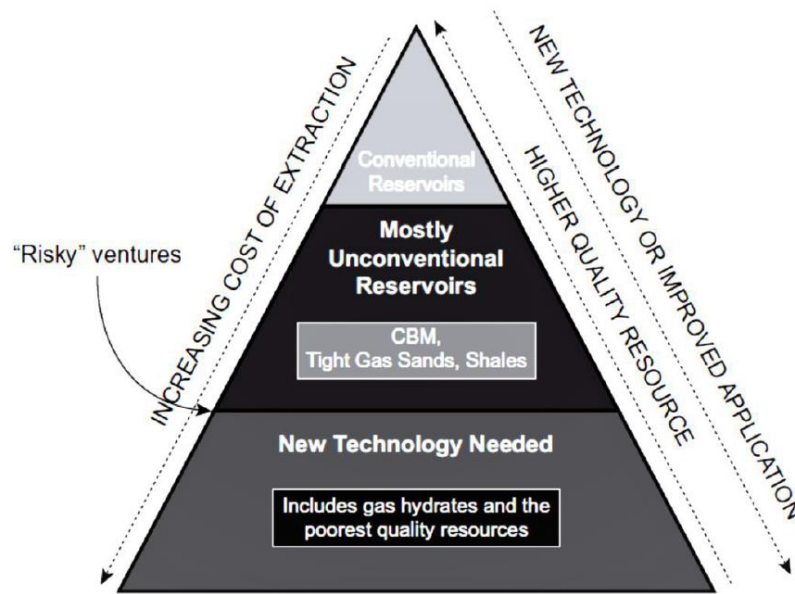 Conventional
Reservoirs
Mostly
Unconventional
Reservoirs
CBM,
Tight Gas Sands, Shales
New Technology Needed
Includes gas hydrates and the
poorest quality resources
"Risky" ventures
INCREASING COST OF EXTRACTION
HIGHER QUALITY RESOURCE
NEW TECHNOLOGY OR IMPROVED APPLICATION